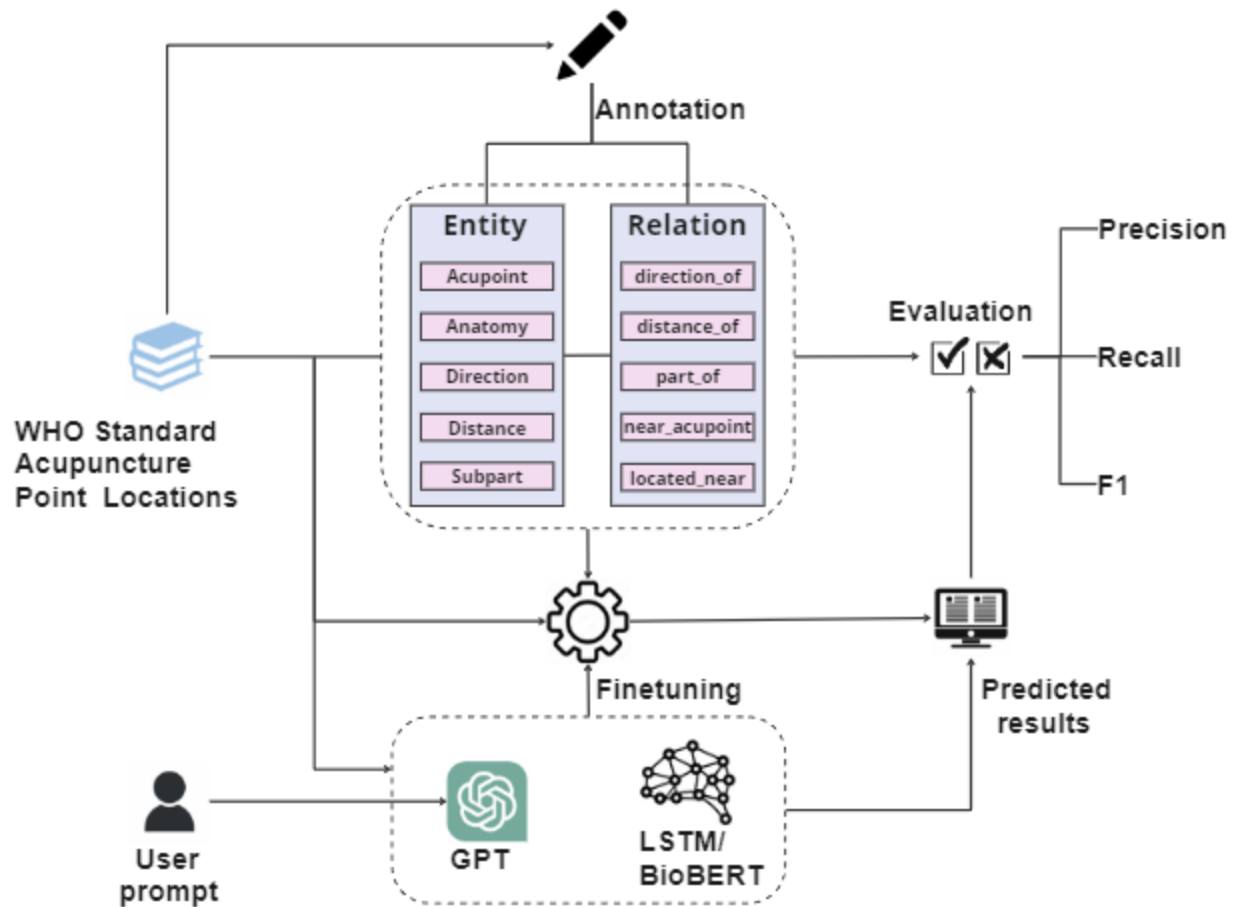 Annotation
Entity
Acupoint
Anatomy
Direction
Distance
Subpart
Relation
direction_of
distance_of
part_of
near_acupoint
located_near
WHO Standard
Acupuncture
Point Locations
Evaluation
Precision
Recall
F1
Finetuning
Predicted
results
User
prompt
GPT
LSTM/
BioBERT